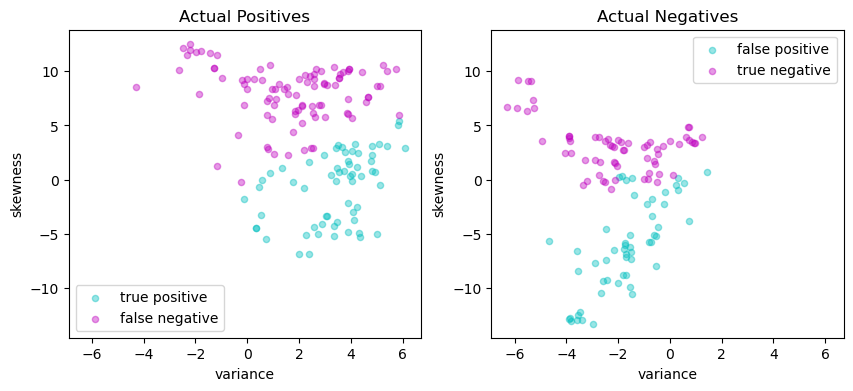 Actual Positives
10
5
0
−5
−10
skewness
true positive
false negative
−6 −4 −2 0 2 4 6
variance
Actual Negatives
false positive
true negative
10
5
0
−5
−10
skewness
−6 −4 −2 0 2 4 6
variance